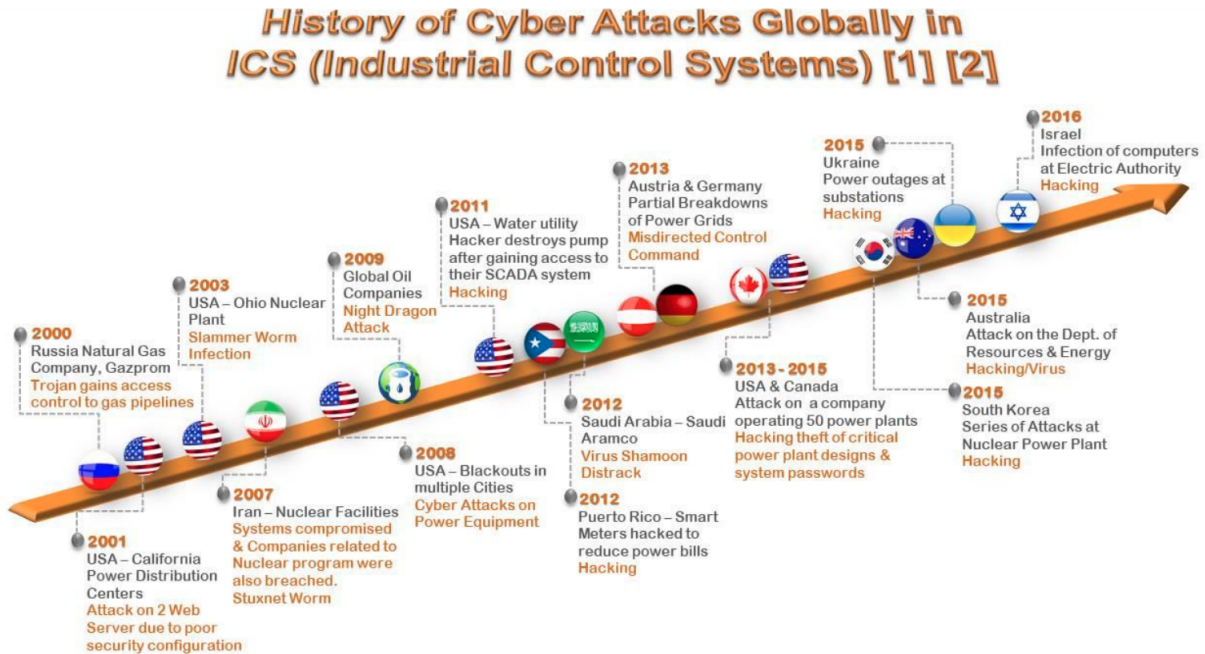 History of Cyber Attacks Globally in
ICS (Industrial Control Systems) [1] [2]
2000
Russia Natural Gas
Company, Gazprom
Trojan gains access
control to gas pipelines
2001
USA – California
Power Distribution
Centers
Attack on 2 Web
Server due to poor
security configuration
2003
USA – Ohio Nuclear
Plant
Slammer Worm
Infection
2007
Iran – Nuclear Facilities
Systems compromised
& Companies related to
Nuclear program were
also breached.
Stuxnet Worm
2009
Global Oil
Companies
Night Dragon
Attack
2008
USA – Blackouts in
multiple Cities
Cyber Attacks on
Power Equipment
2011
USA – Water utility
Hacker destroys pump
after gaining access to
their SCADA system
Hacking
2012
Saudi Arabia – Saudi
Aramco
Virus Shamoon
Distrack
2012
Puerto Rico – Smart
Meters hacked to
reduce power bills
Hacking
2013
Austria & Germany
Partial Breakdowns
of Power Grids
Misdirected Control
Command
2013 - 2015
USA & Canada
Attack on a company
operating 50 power plants
Hacking theft of critical
power plant designs &
system passwords
2015
Ukraine
Power outages at
substations
Hacking
2015
Australia
Attack on the Dept. of
Resources & Energy
Hacking/Virus
2015
South Korea
Series of Attacks at
Nuclear Power Plant
Hacking
2016
Israel
Infection of computers
at Electric Authority
Hacking